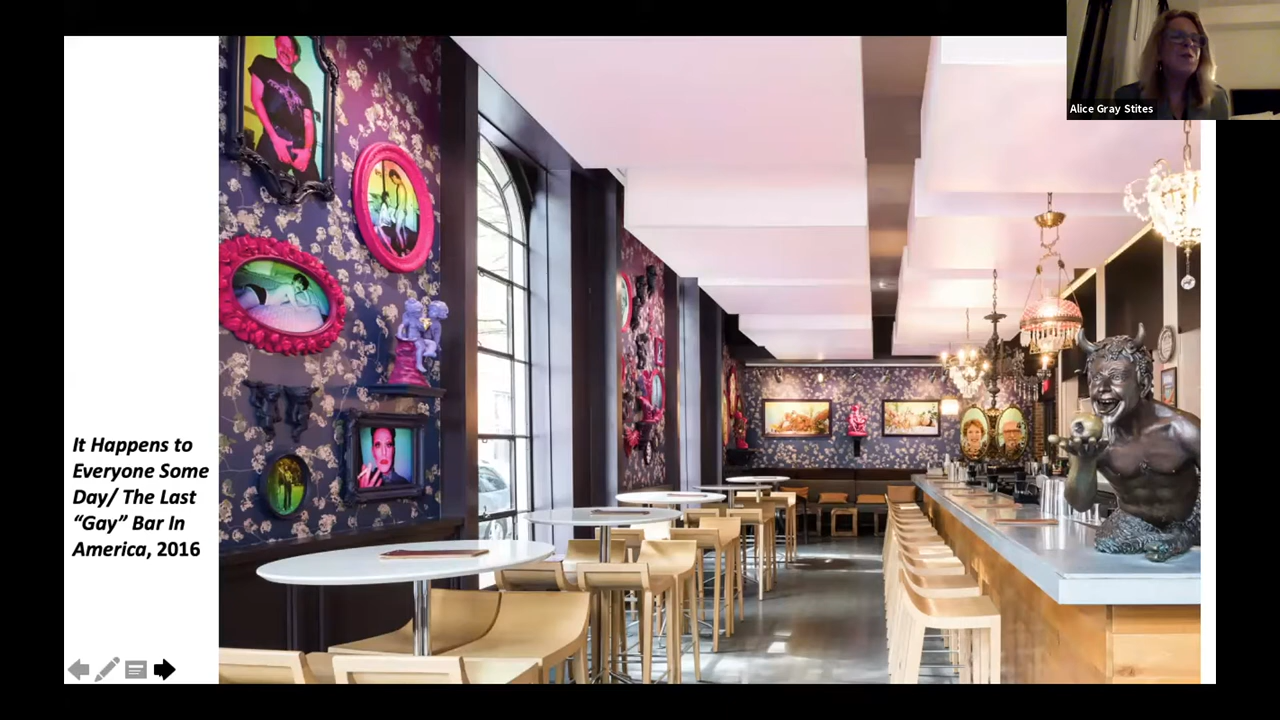 Alice Gray Stites
It Happens to
Everyone Some
Day/ The Last
“Gay” Bar In
America, 2016